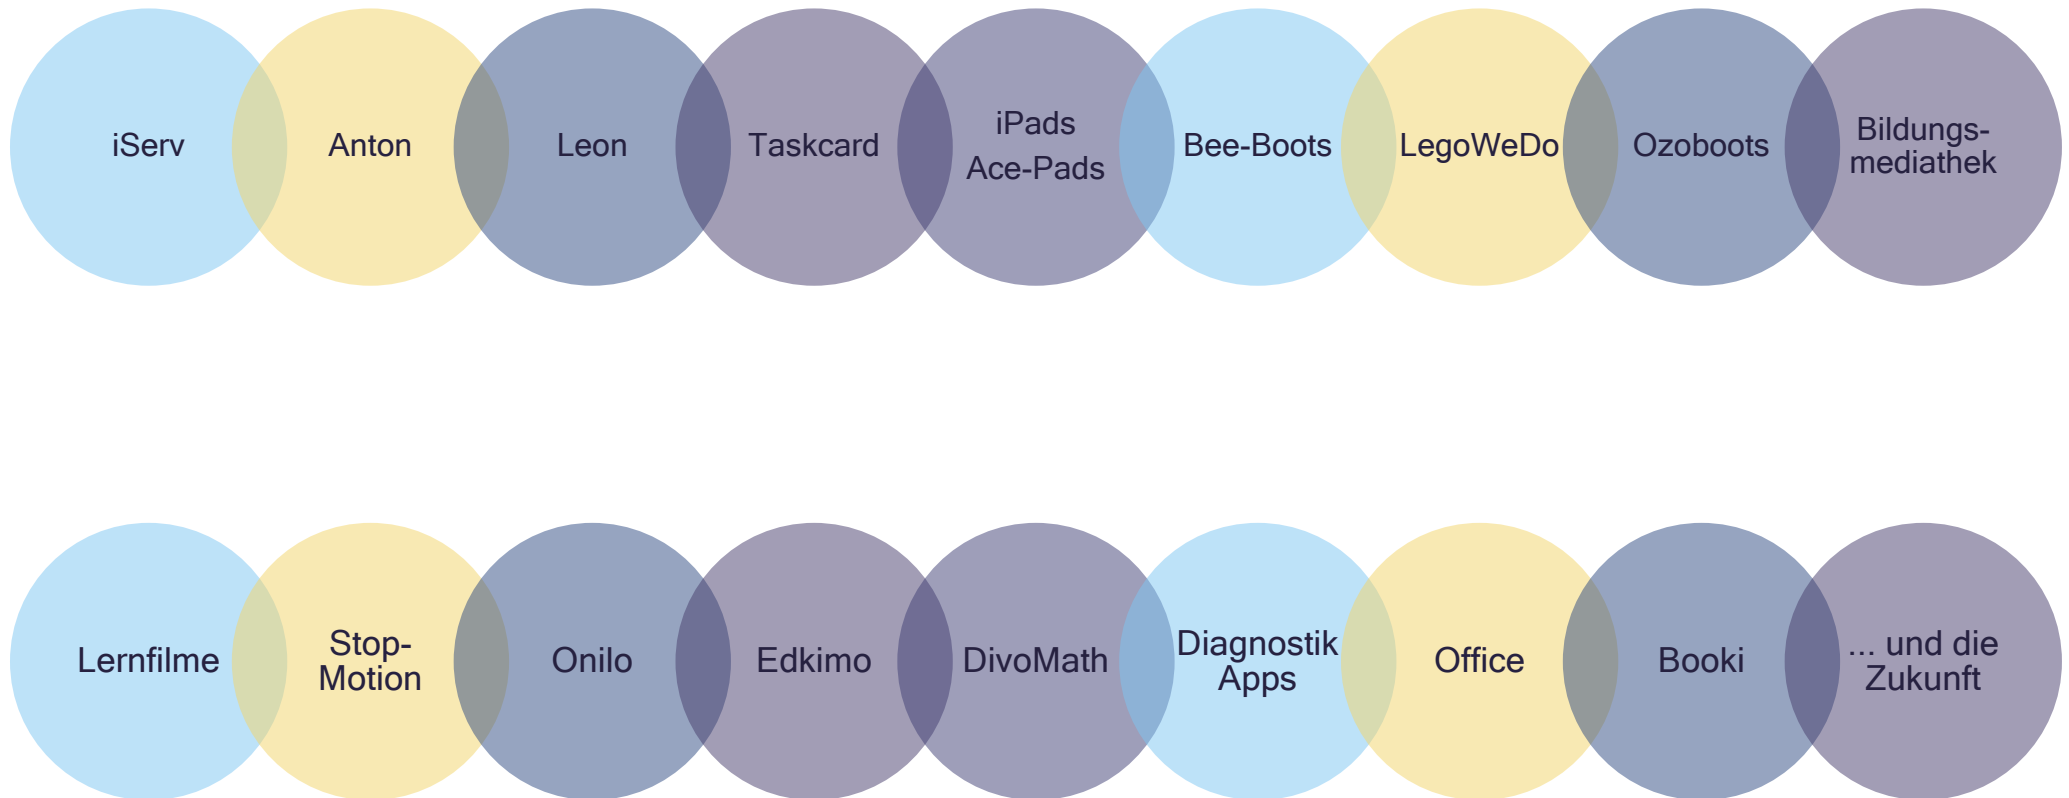 iServ
Anton
Leon
Taskcard
iPads
Ace-Pads
Bee-Boots
LegoWeDo
Ozoboots
Bildungs-
mediathek
Lernfilme
Stop-
Motion
Onilo
Edkimo
DivoMath
Diagnostik
Apps
Office
Booki
... und die
Zukunft